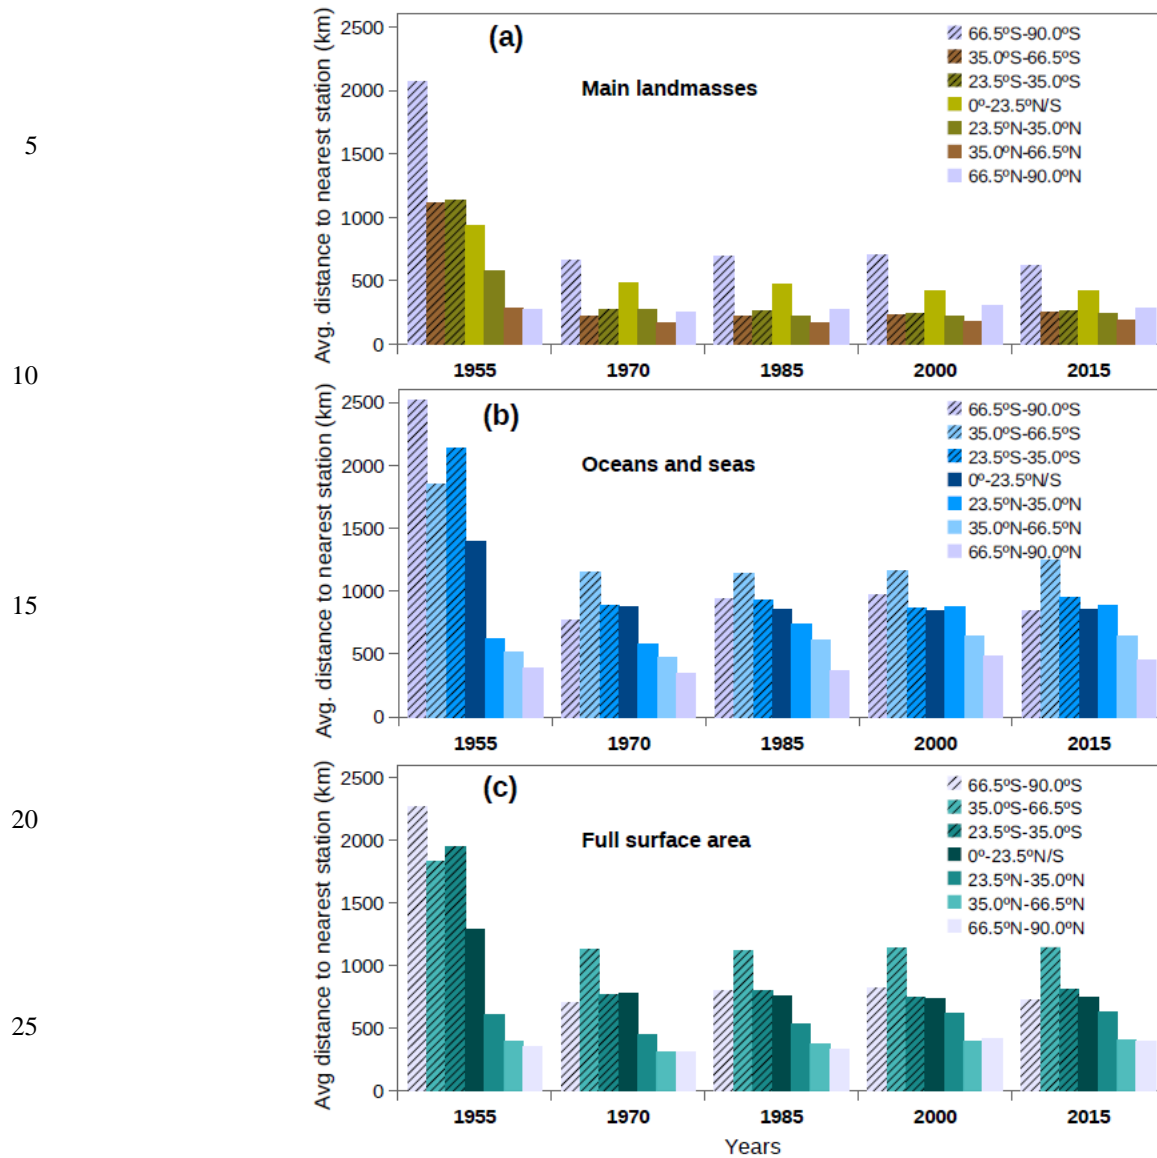 (a)
Main landmasses
Avg. distance to nearest station (km)
2500
2000
1500
1000
500
0
66.5ºS-90.0ºS
35.0ºS-66.5ºS
23.5ºS-35.0ºS
0º-23.5ºN/S
23.5ºN-35.0ºN
35.0ºN-66.5ºN
66.5ºN-90.0ºN
5
1955 1970 1985 2000 2015
10
(b)
Oceans and seas
Avg. distance to nearest station (km)
2500
2000
1500
1000
500
0
66.5ºS-90.0ºS
35.0ºS-66.5ºS
23.5ºS-35.0ºS
0º-23.5ºN/S
23.5ºN-35.0ºN
35.0ºN-66.5ºN
66.5ºN-90.0ºN
15
1955 1970 1985 2000 2015
20
(c)
Full surface area
Avg distance to nearest station (km)
2500
2000
1500
1000
500
0
66.5ºS-90.0ºS
35.0ºS-66.5ºS
23.5ºS-35.0ºS
0º-23.5ºN/S
23.5ºN-35.0ºN
35.0ºN-66.5ºN
66.5ºN-90.0ºN
25
1955 1970 1985 2000 2015
Years